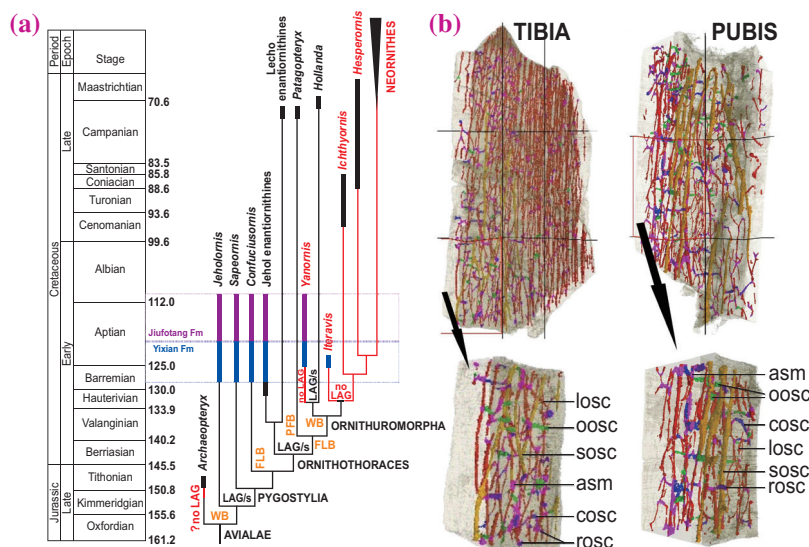 (a)
Period
Epoch
Stage
Cretaceous
Late
Early
Jurassic
Late
Maastrichtian
70.6
Campanian
83.5
Santonian
85.8
Coniacian
88.6
Turonian
93.6
Cenomanian
99.6
Albian
112.0
Jiufotang Fm
Aptian
Yixian Fm
125.0
Barremian
130.0
Hauterivian
133.9
Valanginian
140.2
Berriasian
145.5
Tithonian
150.8
Kimmeridgian
155.6
Oxfordian
161.2
Archaeopteryx
Jeholornis
Sapeornis
Confuciusornis
Jehol enantiornithines
Lecho
enantiornithines
Patagopteryx
Hollanda
Yanornis
Iteravis
Ichthyornis
Hesperornis
NEORNITHES
no LAG
LAG/s
no
LAG
PFB
WB
ORNITHUROMORPHA
FLB
LAG/s
FLB
ORNITHOTHORACES
LAG/s
PYGOSTYLIA
? no LAG
WB
AVIALAE
(b)
TIBIA
PUBIS
losc
oosc
sosc
asm
cosc
rosc
asm
oosc
cosc
losc
sosc
rosc